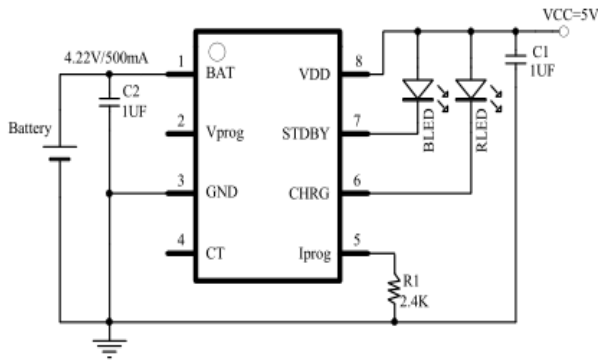 VCC=5V
4.22V/500mA
1
BAT
VDD
8
C1
1UF
C2
1UF
Battery
2
Vprog
STDBY
7
BLED
RLED
3
GND
CHRG
6
4
CT
Iprog
5
R1
2.4K